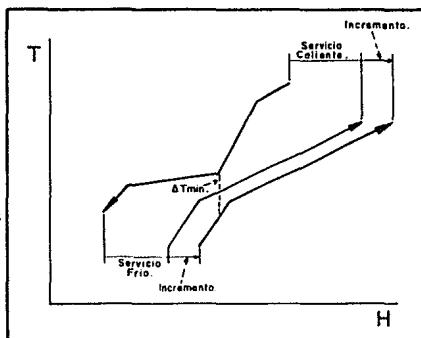 Incremento.
Servicio
Caliente.
T
ΔTmin.
Servicio
Frio.
Incremento.
H